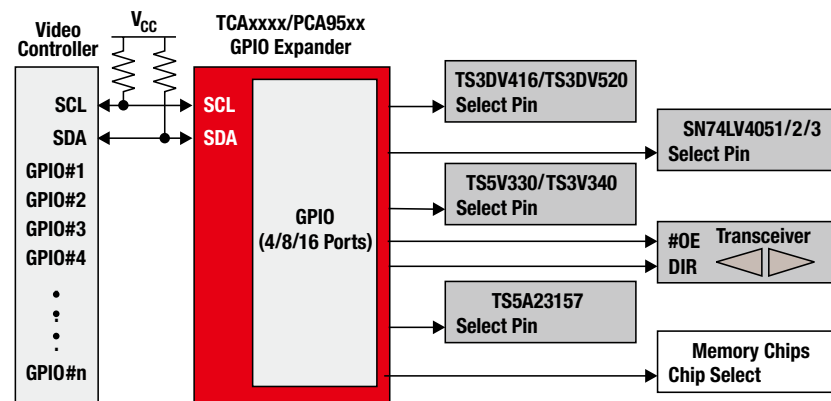 Video
Controller
VCC
TCAxxxx/PCA95xx
GPIO Expander
SCL
SDA
GPIO#1
GPIO#2
GPIO#3
GPIO#4
GPIO#n
SCL
SDA
GPIO
(4/8/16 Ports)
TS3DV416/TS3DV520
Select Pin
SN74LV4051/2/3
Select Pin
TS5V330/TS3V340
Select Pin
#OE
Transceiver
DIR
TS5A23157
Select Pin
Memory Chips
Chip Select